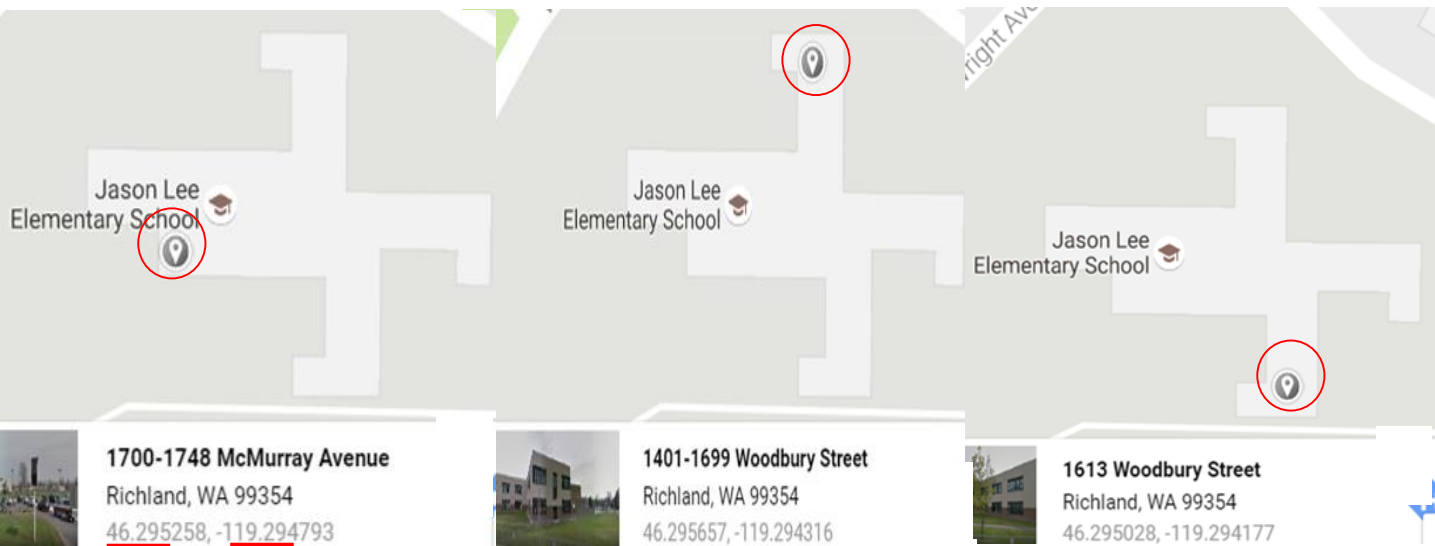 Jason Lee
Elementary School
1700-1748 McMurray Avenue
Richland, WA 99354
46.295258, -119.294793
Jason Lee
Elementary School
1401-1699 Woodbury Street
Richland, WA 99354
46.295657, -119.294316
right Av
Jason Lee
Elementary School
1613 Woodbury Street
Richland, WA 99354
46.295028, -119.294177